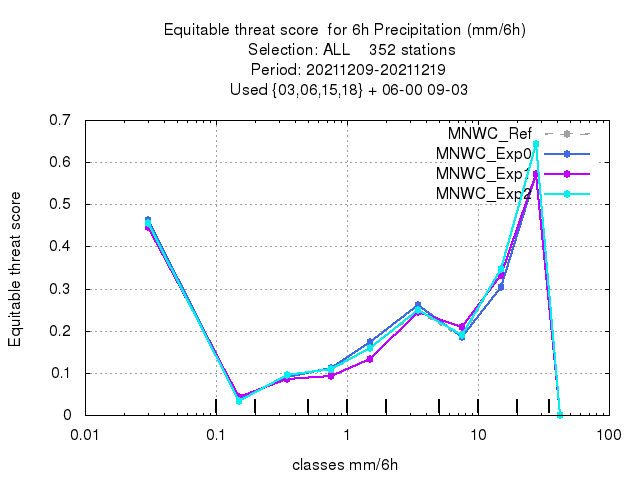 Equitable threat score  for 6h Precipitation (mm/6h)
Selection: ALL    352 stations
Period: 20211209-20211219
Used {03,06,15,18} + 06-00 09-03
MNWC_Ref
MNWC_Exp0
MNWC_Exp1
MNWC_Exp2
0.7
0.6
0.5
0.4
0.3
0.2
0.1
0
Equitable threat score
0.01
0.1
1
10
100
classes mm/6h